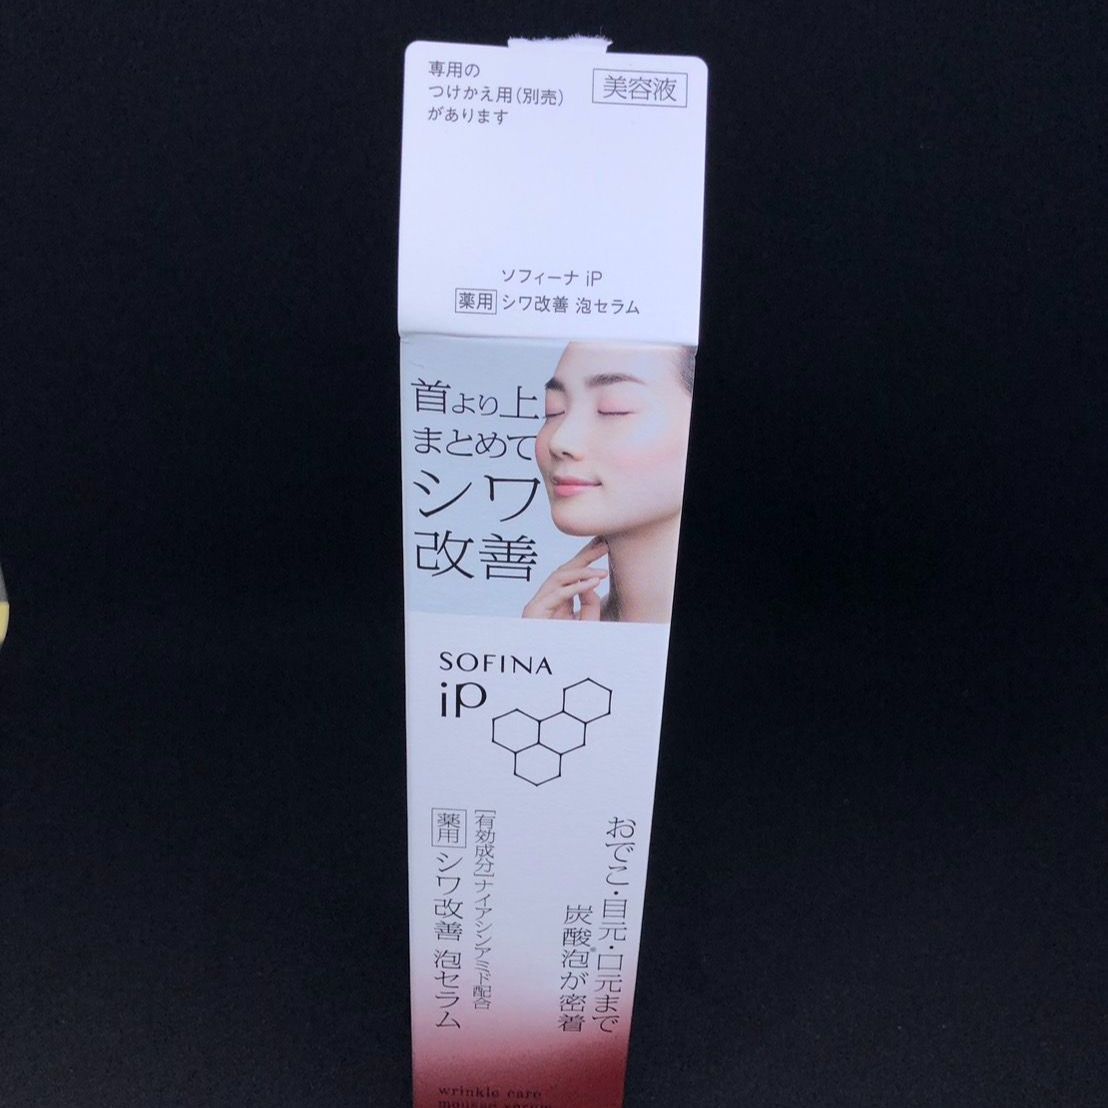 専用の
つけかえ用(別売)
があります
美容液
ソフィーナ iP
薬用 シワ改善 泡セラム
首より上
まとめて
シワ
改善
SOFINA
iP
おでこ・目元・口元まで
炭酸泡が密着
[有効成分]ナイアシンアミド配合
薬用 シワ改善 泡セラム
wrinkle care
mousse serum